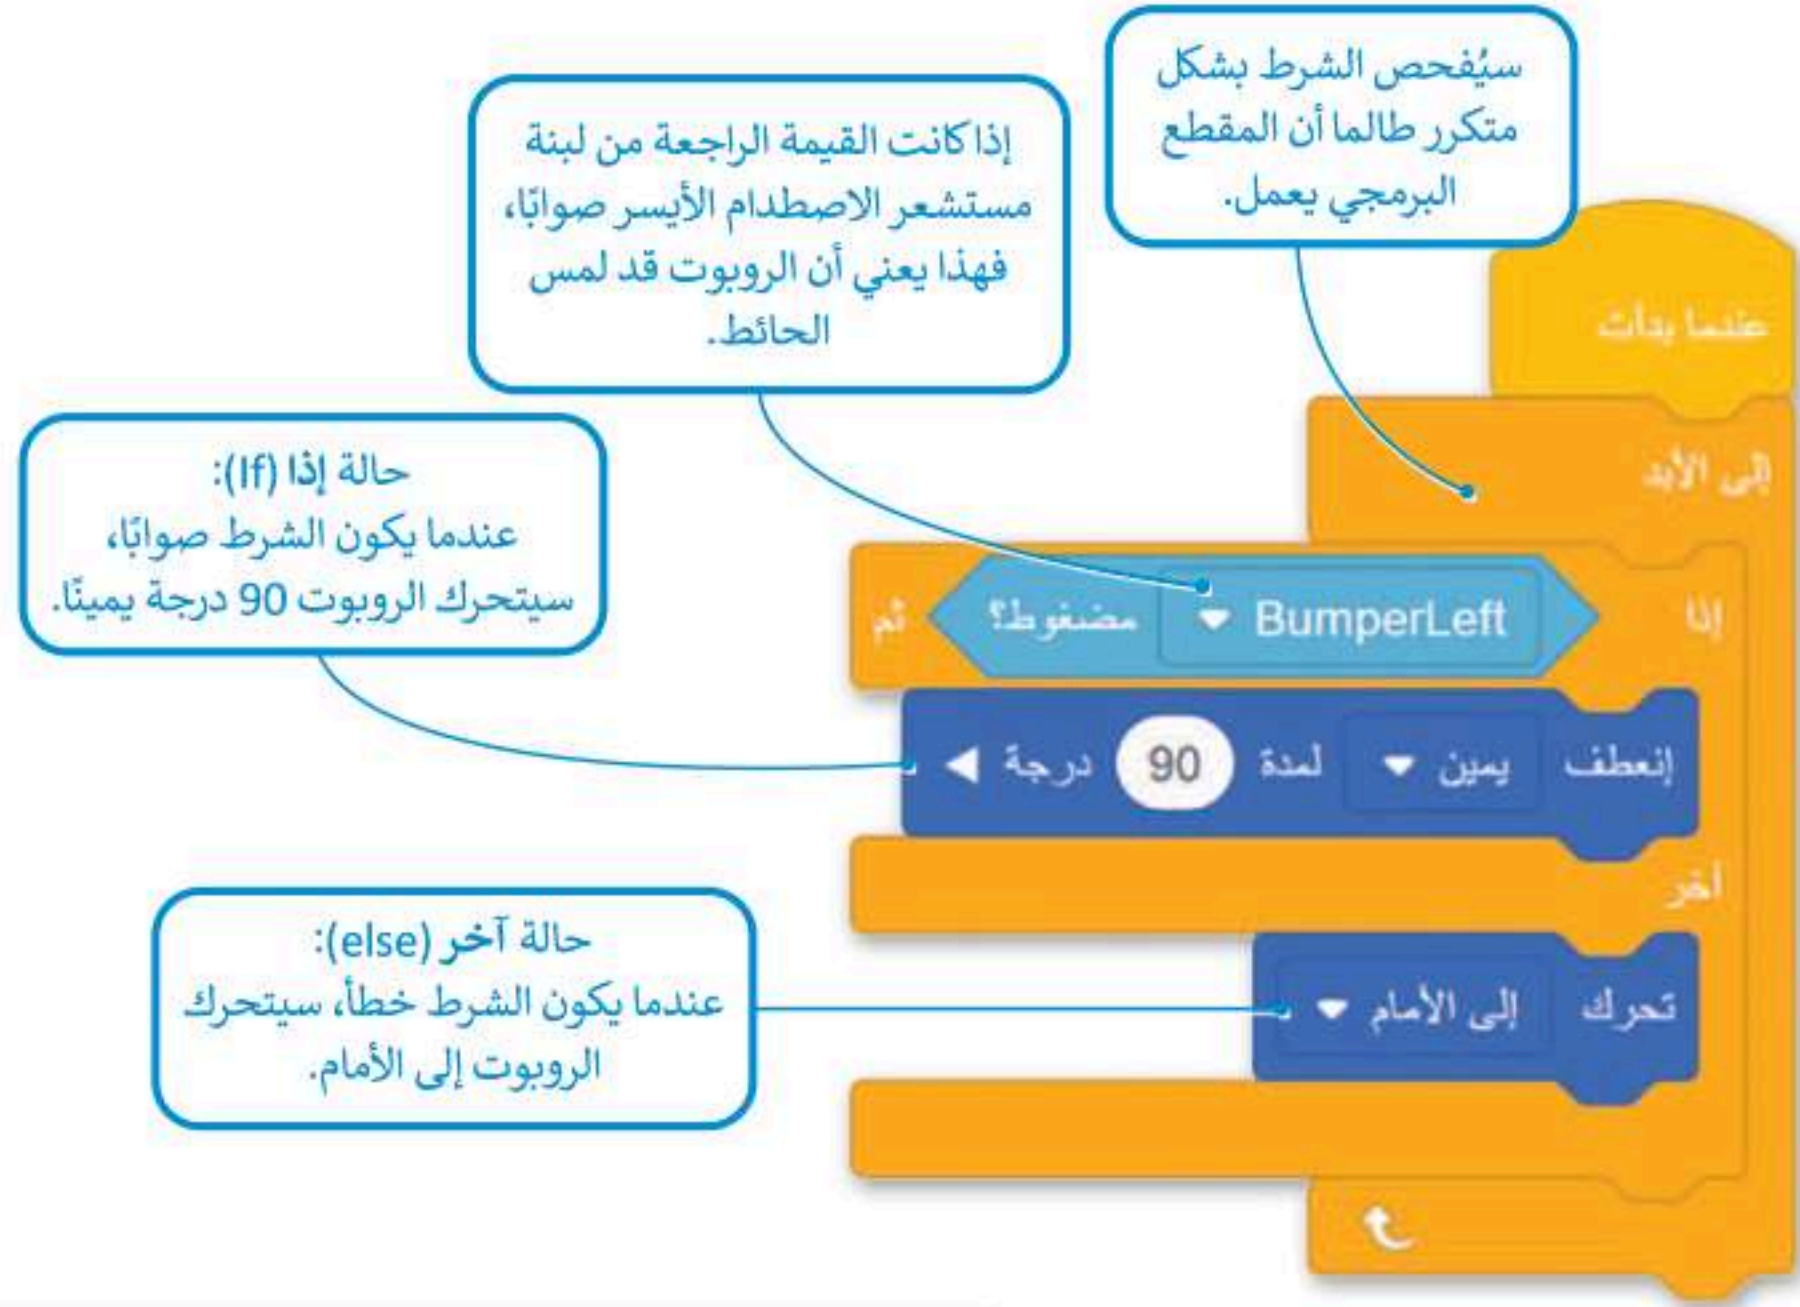 سيُفحص الشرط بشكل
متكرر طالما أن المقطع
البرمجي يعمل.
إذا كانت القيمة الراجعة من لبنة
مستشعر الاصطدام الأيسر صوابًا،
فهذا يعني أن الروبوت قد لمس
الحائط.
حالة إذا (If):
عندما يكون الشرط صوابًا،
سيتحرك الروبوت 90 درجة يمينًا.
حالة آخر (else):
عندما يكون الشرط خطأ، سيتحرك
الروبوت إلى الأمام.
عندما بدأت
إلى الأبد
إذا BumperLeft مضغوط؟ ثم
إنعطف يمين لمدة 90 درجة
آخر
تحرك إلى الأمام